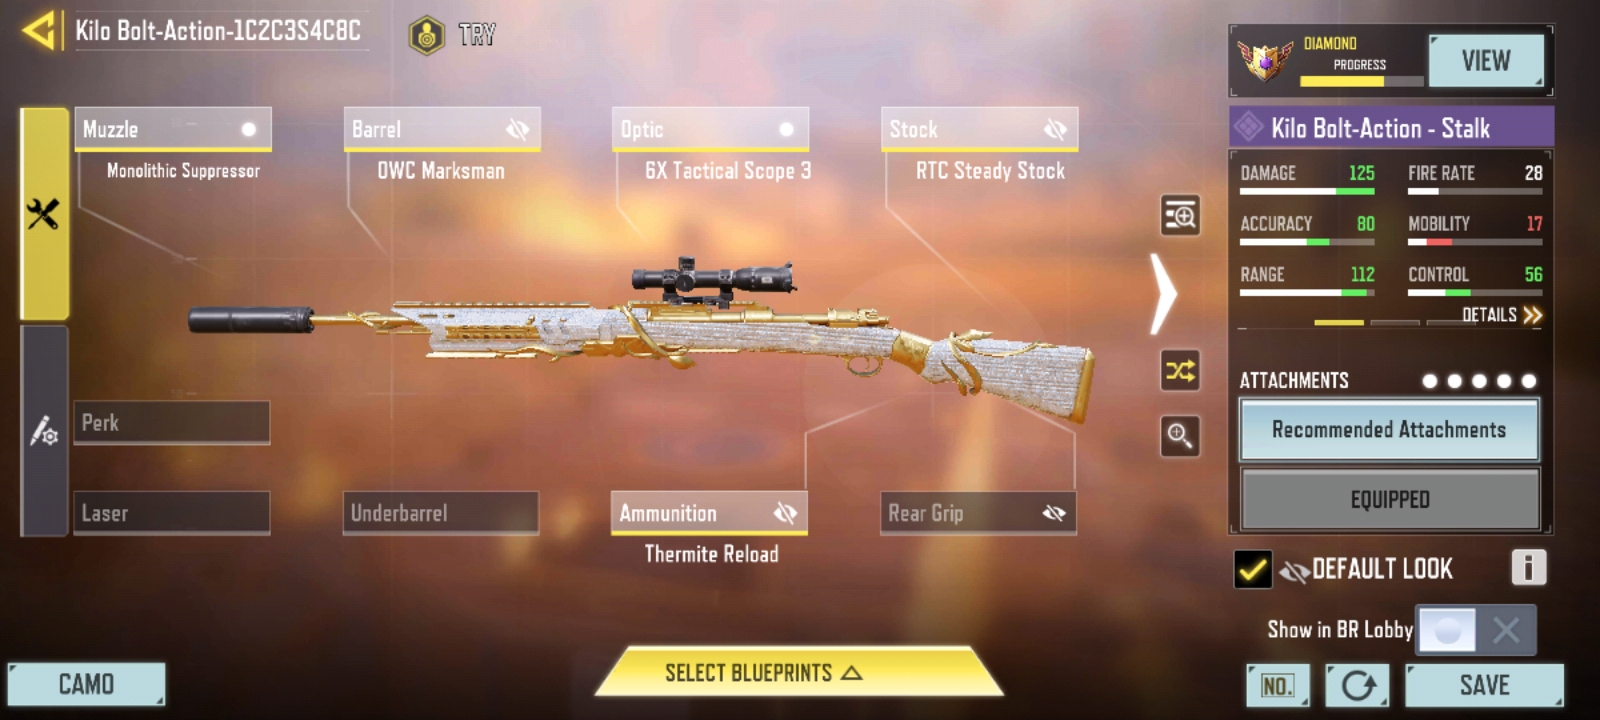 Kilo Bolt-Action-1C2C3S4C8C
TRY
DIAMOND
PROGRESS
VIEW
Muzzle
Monolithic Suppressor
Barrel
OWC Marksman
Optic
6X Tactical Scope 3
Stock
RTC Steady Stock
Kilo Bolt-Action - Stalk
DAMAGE 125
FIRE RATE 28
ACCURACY 80
MOBILITY 17
RANGE 112
CONTROL 56
DETAILS
ATTACHMENTS
Recommended Attachments
EQUIPPED
Perk
Laser
Underbarrel
Ammunition
Thermite Reload
Rear Grip
DEFAULT LOOK
i
Show in BR Lobby
CAMO
SELECT BLUEPRINTS
NO.
SAVE